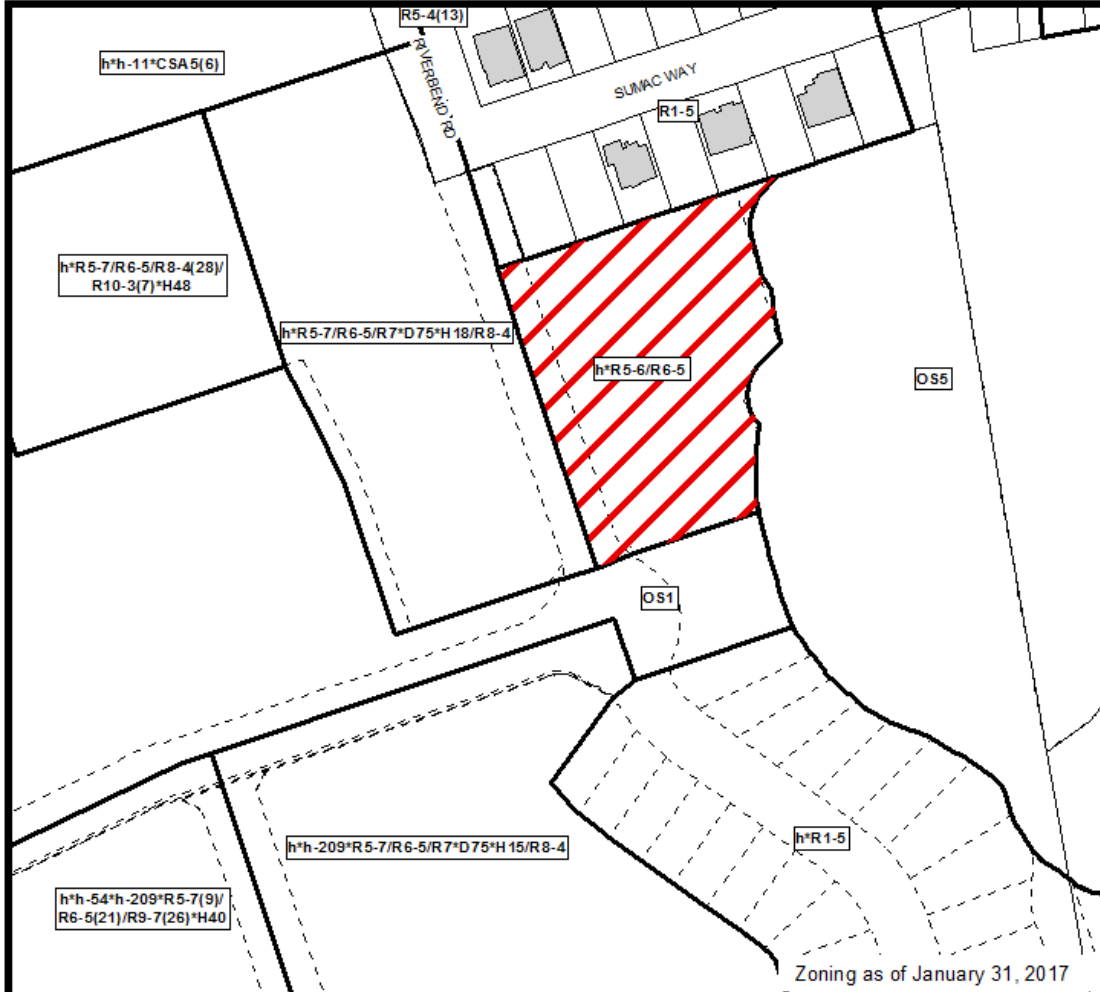 R5-4(13)
h*h-11*CSA5(6)
RIVERBEND RD
SUMAC WAY
R1-5
h*R5-7/R6-5/R8-4(28)/
R10-3(7)*H48
h*R5-7/R6-5/R7*D75*H18/R8-4
h*R5-6/R6-5
OS5
OS1
h*R1-5
h*h-209*R5-7/R6-5/R7*D75*H15/R8-4
h*h-54*h-209*R5-7(9)/
R6-5(21)/R9-7(26)*H40
Zoning as of January 31, 2017